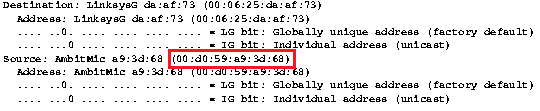 Destination: LinksysG da:af:73 (00:06:25:da:af:73)
Address: LinksysG da:af:73 (00:06:25:da:af:73)
.... ..0. .... .... .... .... = LG bit: Globally unique address (factory default)
.... ...0 .... .... .... .... = IG bit: Individual address (unicast)
Source: AmbitMic a9:3d:68 (00:d0:59:a9:3d:68)
Address: AmbitMic a9:3d:68 (00:d0:59:a9:3d:68)
.... ..0. .... .... .... .... = LG bit: Globally unique address (factory default)
.... ...0 .... .... .... .... = IG bit: Individual address (unicast)